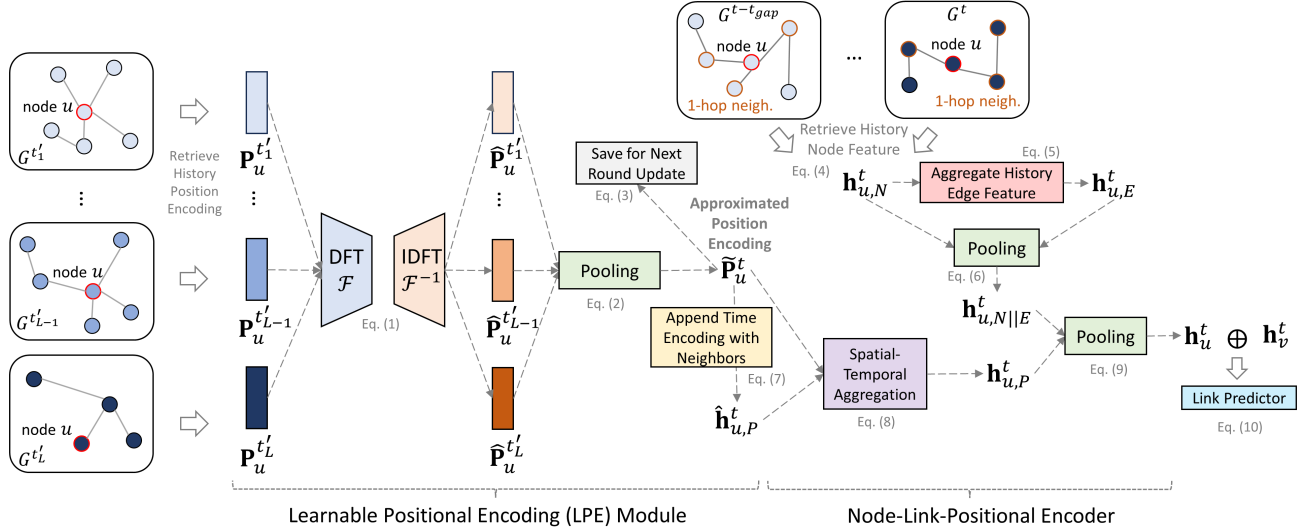 node u
G^{t'_1}
⋮
node u
G^{t'_{L-1}}
node u
G^{t'_L}
Retrieve
History
Position
Encoding
P_u^{t'_1}
⋮
P_u^{t'_{L-1}}
P_u^{t'_L}
DFT
ℱ
IDFT
ℱ^{-1}
Eq. (1)
P̂_u^{t'_1}
⋮
P̂_u^{t'_{L-1}}
P̂_u^{t'_L}
Pooling
Eq. (2)
Save for Next
Round Update
Eq. (3)
Approximated
Position
Encoding
P̃_u^t
Append Time
Encoding with
Neighbors
Eq. (7)
ĥ_{u,P}^t
Learnable Positional Encoding (LPE) Module
G^{t-t_{gap}}
node u
1-hop neigh.
...
G^t
node u
1-hop neigh.
Retrieve History
Node Feature
Eq. (4)
h_{u,N}^t
Eq. (5)
Aggregate History
Edge Feature
h_{u,E}^t
Pooling
Eq. (6)
h_{u,N||E}^t
Spatial-
Temporal
Aggregation
Eq. (8)
h_{u,P}^t
Pooling
Eq. (9)
h_u^t ⊕ h_v^t
Link Predictor
Eq. (10)
Node-Link-Positional Encoder